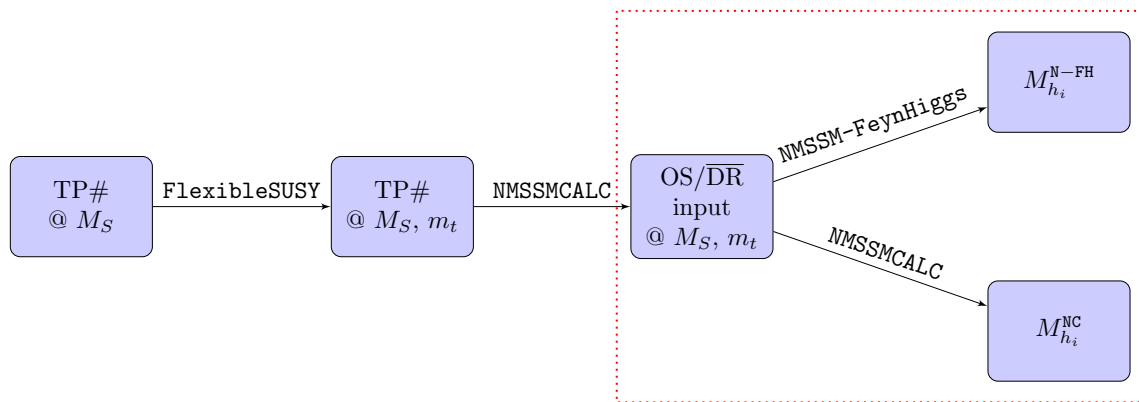 TP#
@ M_S
FlexibleSUSY
TP#
@ M_S, m_t
NMSSMCALC
OS/\overline{DR}
input
@ M_S, m_t
NMSSM-FeynHiggs
M_{h_i}^{N-FH}
NMSSMCALC
M_{h_i}^{NC}